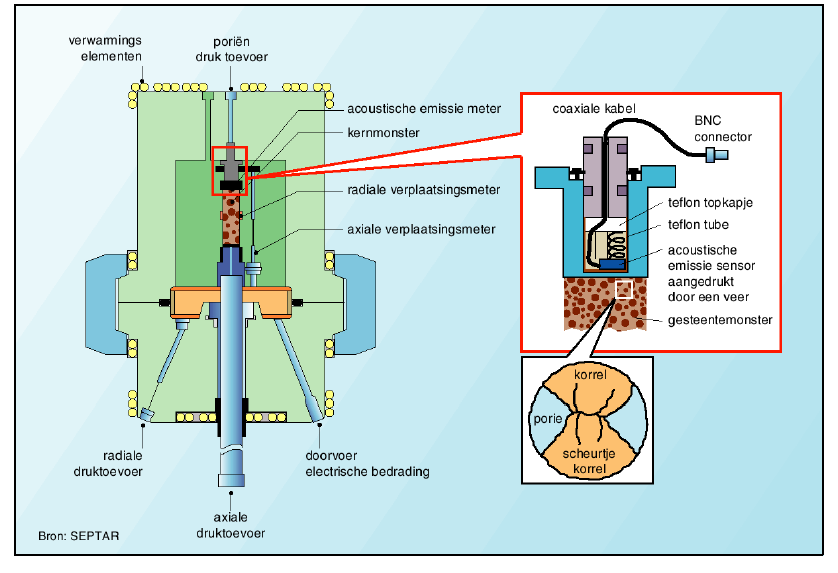 verwarmings
elementen
poriën
druk toevoer
acoustische emissie meter
kernmonster
radiale verplaatsingsmeter
axiale verplaatsingsmeter
radiale
druktoevoer
doorvoer
electrische bedrading
axiale
druktoevoer
Bron: SEPTAR
coaxiale kabel
BNC
connector
teflon topkapje
teflon tube
acoustische
emissie sensor
aangedrukt
door een veer
gesteentemonster
korrel
porie
scheurtje
korrel